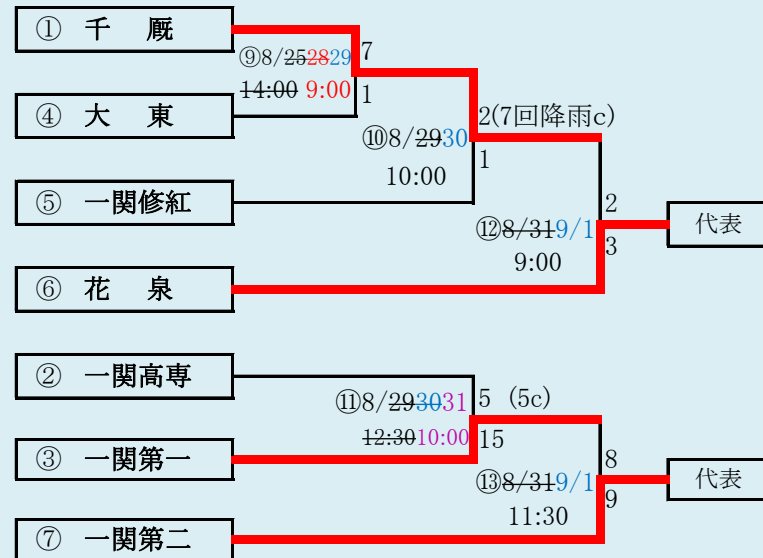 ① 千 厩
⑨8/252829 7
14:00 9:00 1
④ 大 東
2(7回降雨c)
⑩8/2930
1
10:00
⑤ 一関修紅
2
⑫8/319/1 代表
3
9:00
⑥ 花 泉
② 一関高専
⑪8/293031 5 (5c)
12:3010:00 15
③ 一関第一
8
⑬8/319/1 代表
9
11:30
⑦ 一関第二